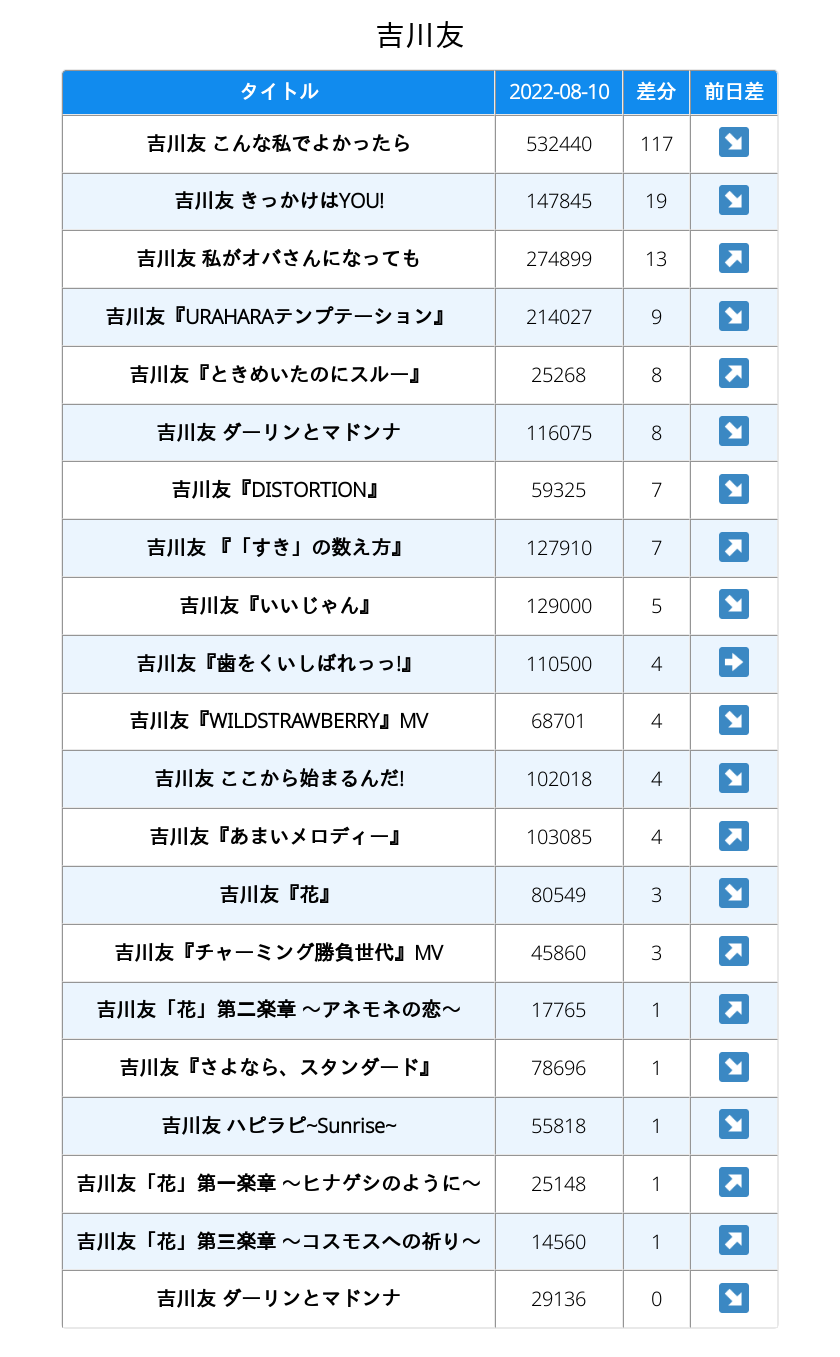 吉川友
タイトル 2022-08-10 差分 前日差
吉川友 こんな私でよかったら 532440 117 ↘
吉川友 きっかけはYOU! 147845 19 ↘
吉川友 私がオバさんになっても 274899 13 ↗
吉川友『URAHARAテンプテーション』 214027 9 ↘
吉川友『ときめいたのにスルー』 25268 8 ↗
吉川友 ダーリンとマドンナ 116075 8 ↘
吉川友『DISTORTION』 59325 7 ↘
吉川友 『「すき」の数え方』 127910 7 ↗
吉川友『いいじゃん』 129000 5 ↘
吉川友『歯をくいしばれっっ!』 110500 4 ➡
吉川友『WILDSTRAWBERRY』MV 68701 4 ↘
吉川友 ここから始まるんだ! 102018 4 ↘
吉川友『あまいメロディー』 103085 4 ↗
吉川友『花』 80549 3 ↘
吉川友『チャーミング勝負世代』MV 45860 3 ↗
吉川友「花」第二楽章 〜アネモネの恋〜 17765 1 ↗
吉川友『さよなら、スタンダード』 78696 1 ↘
吉川友 ハピラピ~Sunrise~ 55818 1 ↘
吉川友「花」第一楽章 〜ヒナゲシのように〜 25148 1 ↗
吉川友「花」第三楽章 〜コスモスへの祈り〜 14560 1 ↗
吉川友 ダーリンとマドンナ 29136 0 ↘